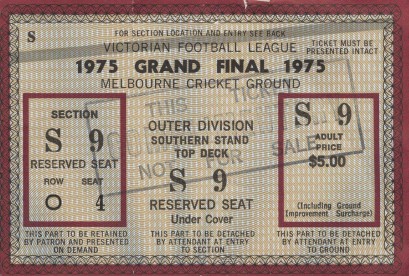 S
FOR SECTION LOCATION AND ENTRY SEE BACK
VICTORIAN FOOTBALL LEAGUE
TICKET MUST BE
PRESENTED INTACT
1975 GRAND FINAL 1975
MELBOURNE CRICKET GROUND
SECTION
S 9
RESERVED SEAT
ROW SEAT
O 4
THIS PART TO BE RETAINED
BY PATRON AND PRESENTED
ON DEMAND
THIS TICKET
NOT FOR SALE
OUTER DIVISION
SOUTHERN STAND
TOP DECK
S 9
RESERVED SEAT
Under Cover
THIS PART TO BE DETACHED
BY ATTENDANT AT ENTRY
TO SECTION
S 9
ADULT
PRICE
$5.00
(Including Ground
Improvement Surcharge)
THIS PART TO BE DETACHED
BY ATTENDANT AT ENTRY
TO GROUND